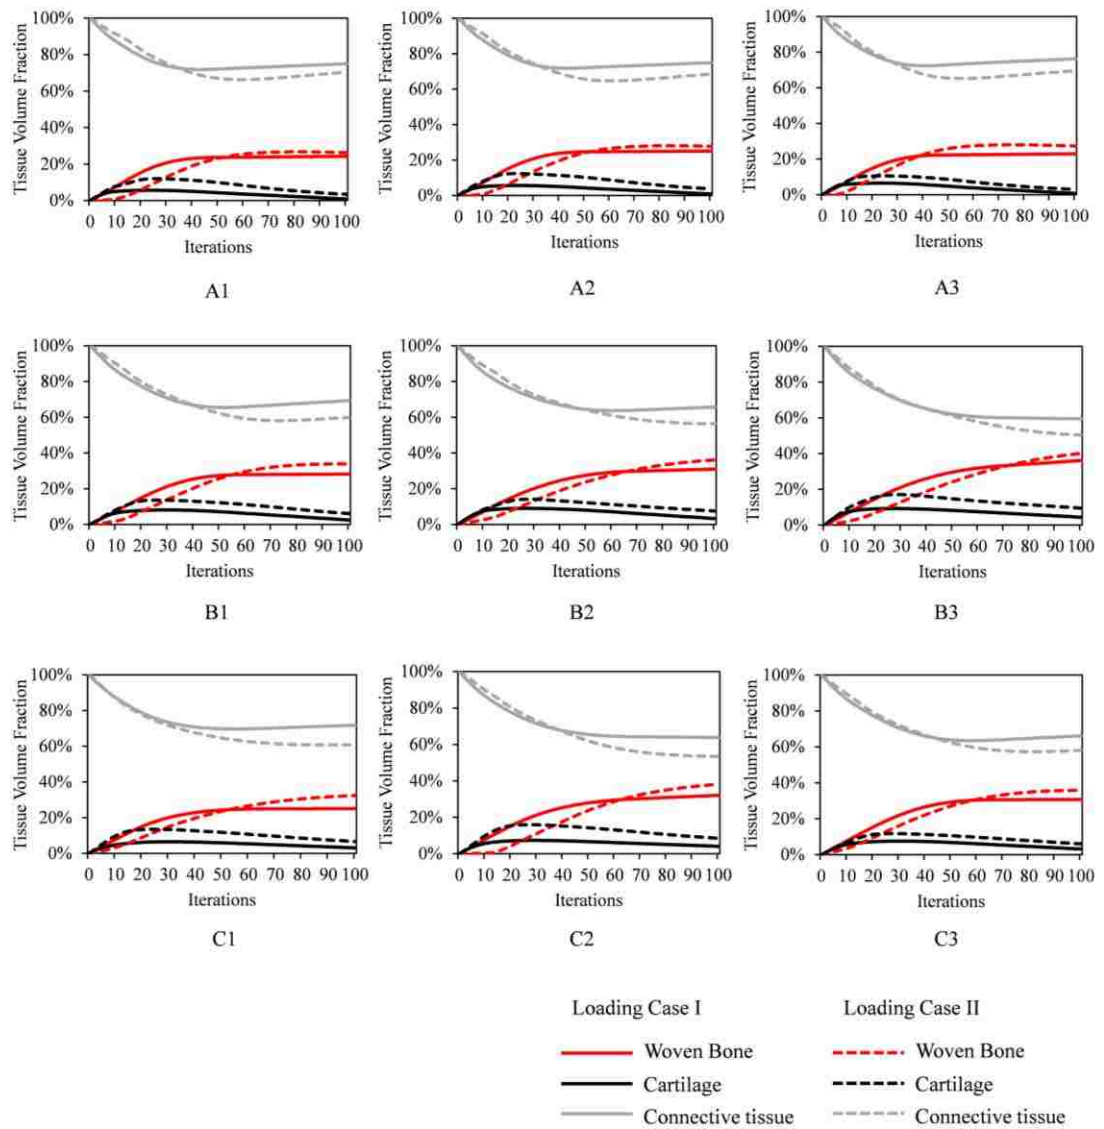 Tissue Volume Fraction
100%
80%
60%
40%
20%
0%
0 10 20 30 40 50 60 70 80 90 100
Iterations
A1
Tissue Volume Fraction
100%
80%
60%
40%
20%
0%
0 10 20 30 40 50 60 70 80 90 100
Iterations
A2
Tissue Volume Fraction
100%
80%
60%
40%
20%
0%
0 10 20 30 40 50 60 70 80 90 100
Iterations
A3
Tissue Volume Fraction
100%
80%
60%
40%
20%
0%
0 10 20 30 40 50 60 70 80 90 100
Iterations
B1
Tissue Volume Fraction
100%
80%
60%
40%
20%
0%
0 10 20 30 40 50 60 70 80 90 100
Iterations
B2
Tissue Volume Fraction
100%
80%
60%
40%
20%
0%
0 10 20 30 40 50 60 70 80 90 100
Iterations
B3
Tissue Volume Fraction
100%
80%
60%
40%
20%
0%
0 10 20 30 40 50 60 70 80 90 100
Iterations
C1
Tissue Volume Fraction
100%
80%
60%
40%
20%
0%
0 10 20 30 40 50 60 70 80 90 100
Iterations
C2
Tissue Volume Fraction
100%
80%
60%
40%
20%
0%
0 10 20 30 40 50 60 70 80 90 100
Iterations
C3
Loading Case I
Woven Bone
Cartilage
Connective tissue
Loading Case II
Woven Bone
Cartilage
Connective tissue